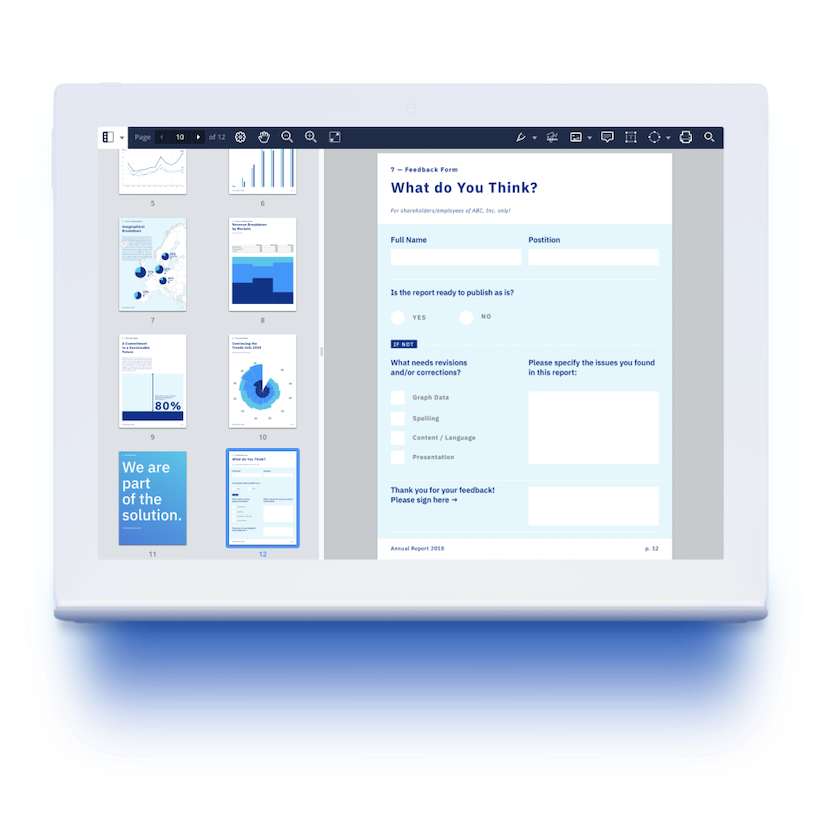 Page 10 of 12
5
6
Geographical
Breakdown
7
Revenue Breakdown
by Markets
8
A Commitment
to a Sustainable
Future
80%
9
Continuing the
Trends into 2019
10
We are
part
of the
solution.
11
What do You Think?
12
7 — Feedback Form
What do You Think?
For shareholders/employees of ABC, Inc. only!
Full Name
Postition
Is the report ready to publish as is?
YES
NO
IF NOT
What needs revisions
and/or corrections?
Please specify the issues you found
in this report:
Graph Data
Spelling
Content / Language
Presentation
Thank you for your feedback!
Please sign here →
Annual Report 2018
p. 12